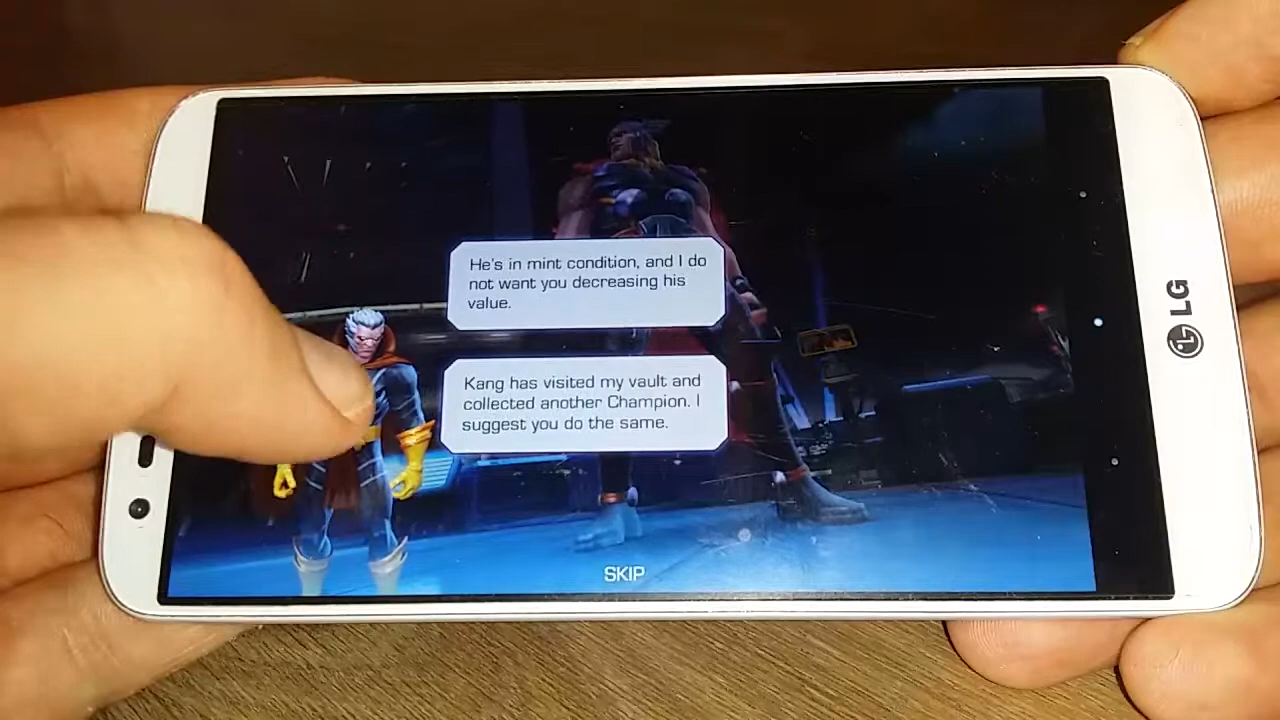 He's in mint condition, and I do
not want you decreasing his
value.
Kang has visited my vault and
collected another Champion. I
suggest you do the same.
SKIP
LG